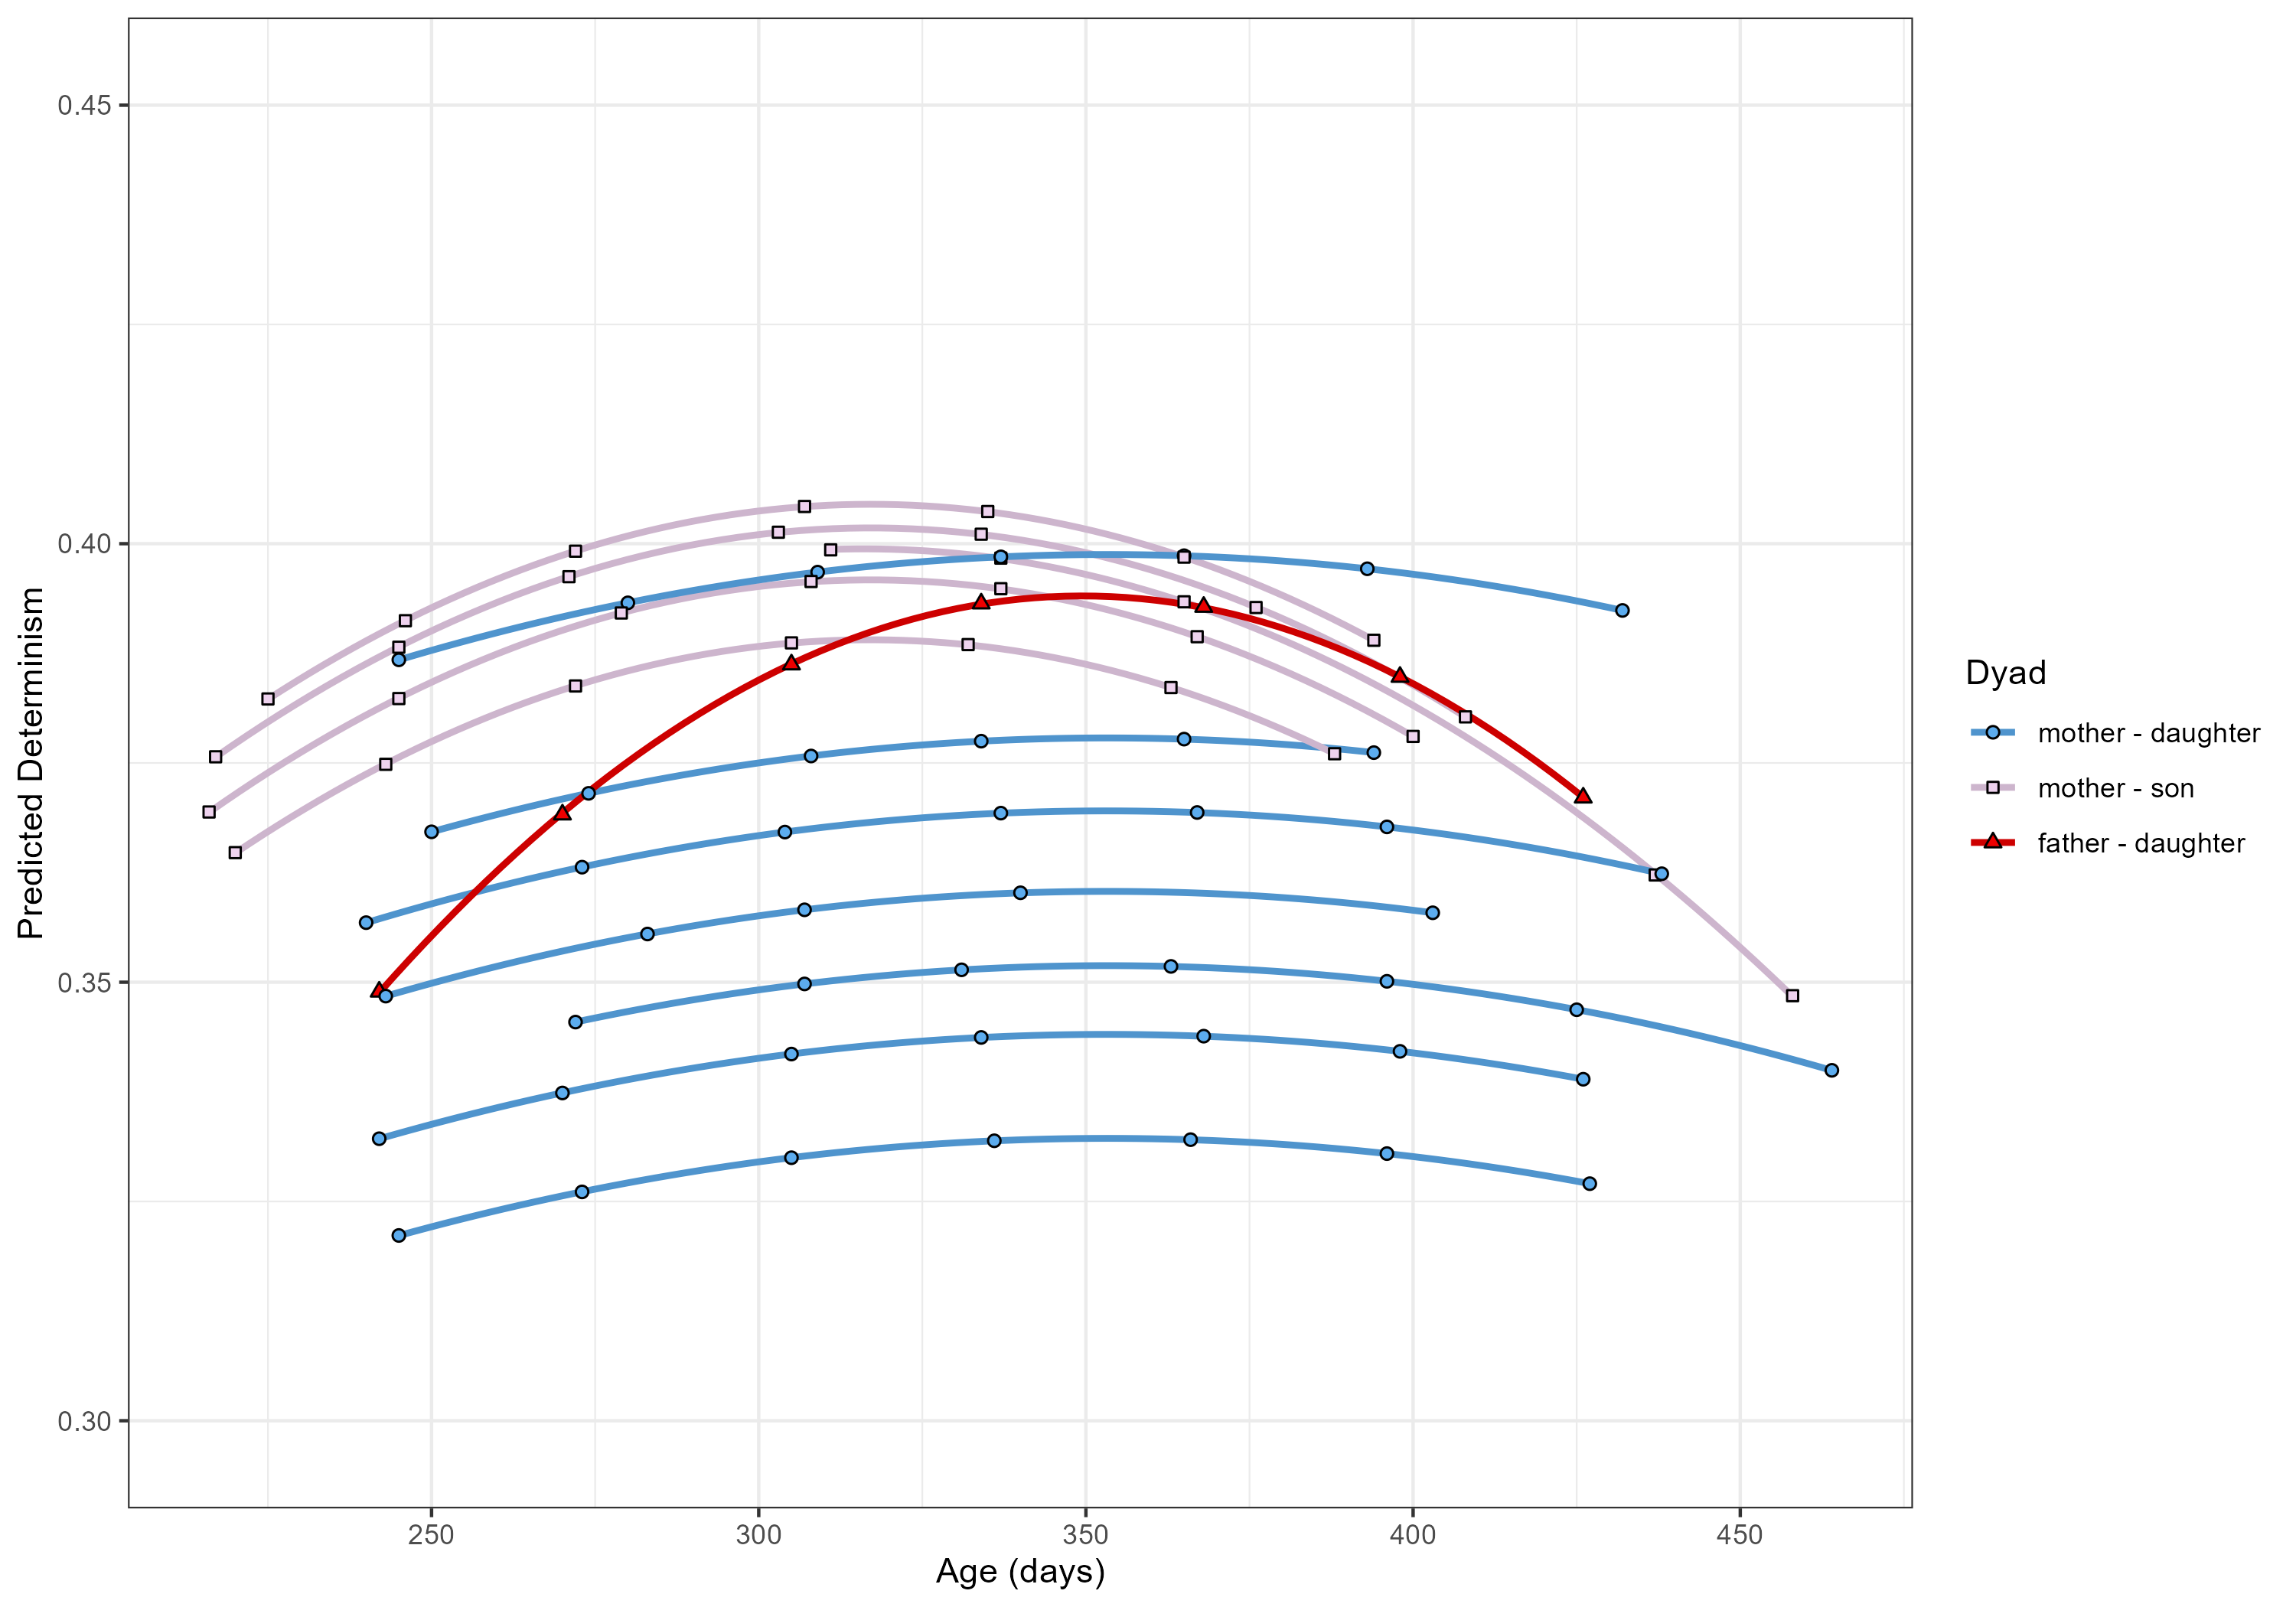 0.45
0.40
0.35
0.30
Predicted Determinism
250
300
350
400
450
Age (days)
Dyad
mother - daughter
mother - son
father - daughter